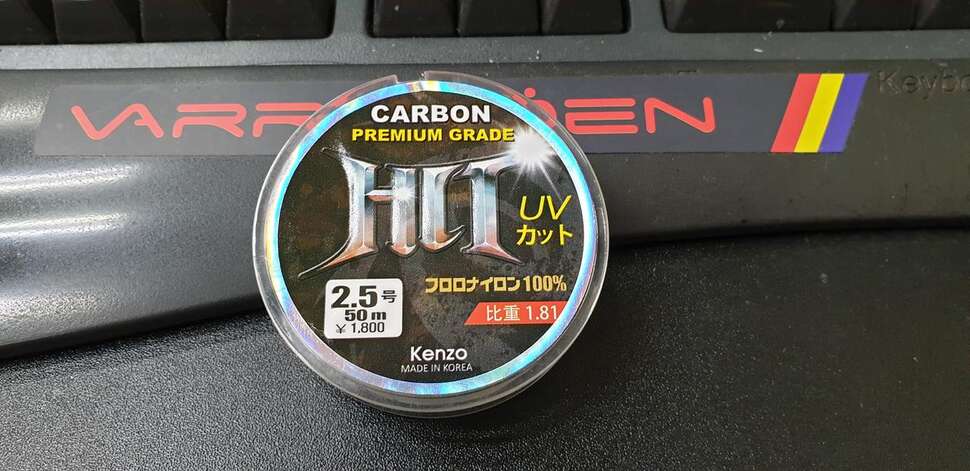 CARBON
PREMIUM GRADE
HIT
UV
カット
フロロナイロン100%
比重 1.81
2.5号
50 m
¥ 1,800
Kenzo
MADE IN KOREA